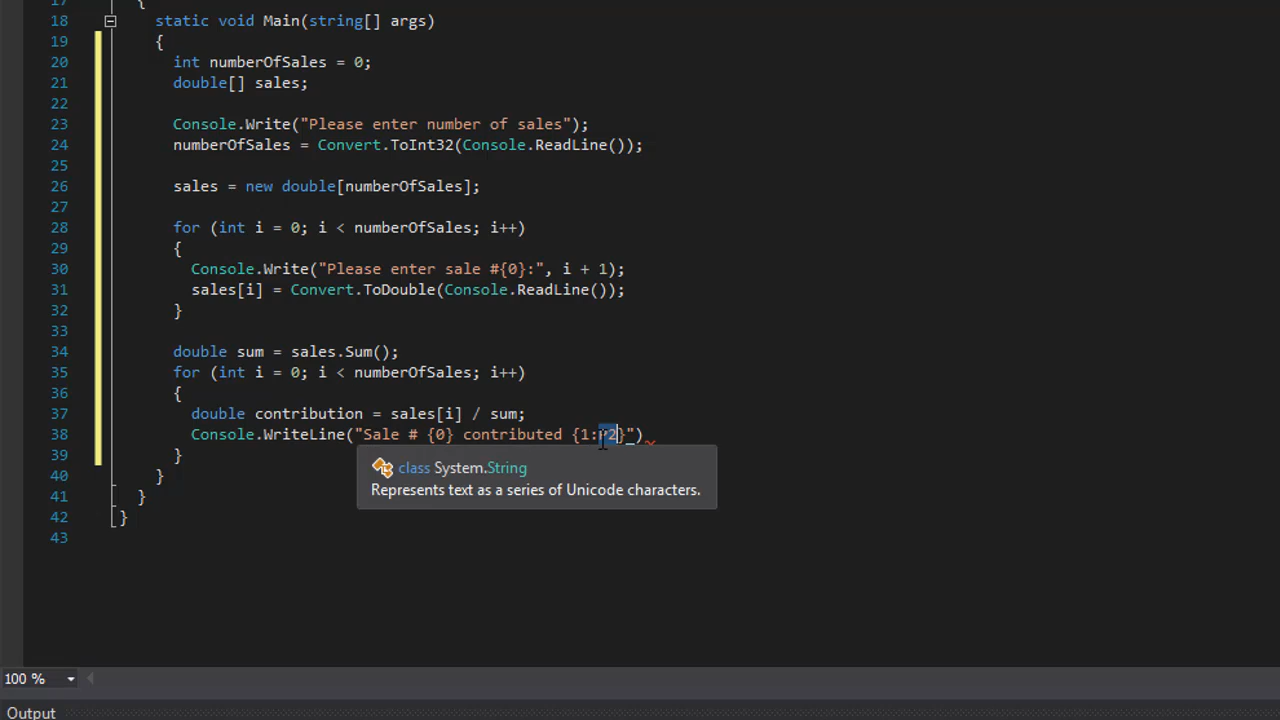 17 {
18 static void Main(string[] args)
19 {
20 int numberOfSales = 0;
21 double[] sales;
22
23 Console.Write("Please enter number of sales");
24 numberOfSales = Convert.ToInt32(Console.ReadLine());
25
26 sales = new double[numberOfSales];
27
28 for (int i = 0; i < numberOfSales; i++)
29 {
30 Console.Write("Please enter sale #{0}:", i + 1);
31 sales[i] = Convert.ToDouble(Console.ReadLine());
32 }
33
34 double sum = sales.Sum();
35 for (int i = 0; i < numberOfSales; i++)
36 {
37 double contribution = sales[i] / sum;
38 Console.WriteLine("Sale # {0} contributed {1:P2}")
39 }
class System.String
Represents text as a series of Unicode characters.
40 }
41 }
42 }
43
100 %
Output